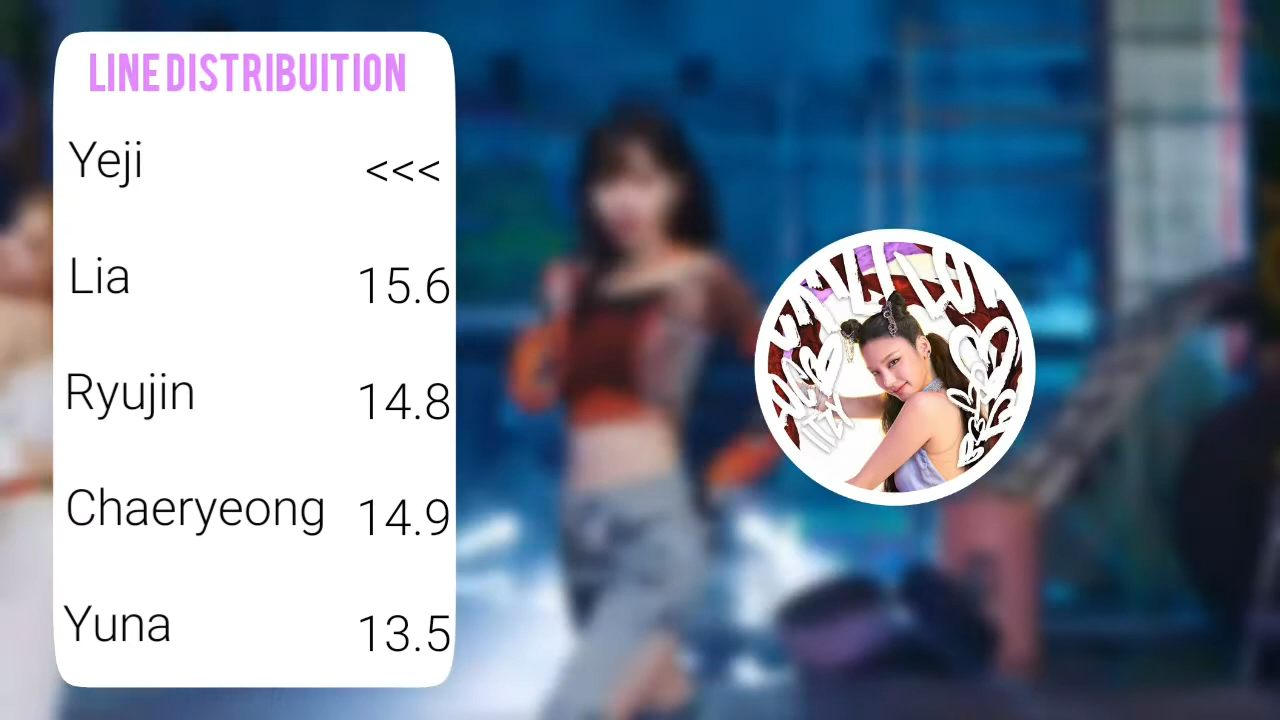 LINE DISTRIBUITION
Yeji <<<
Lia 15.6
Ryujin 14.8
Chaeryeong 14.9
Yuna 13.5